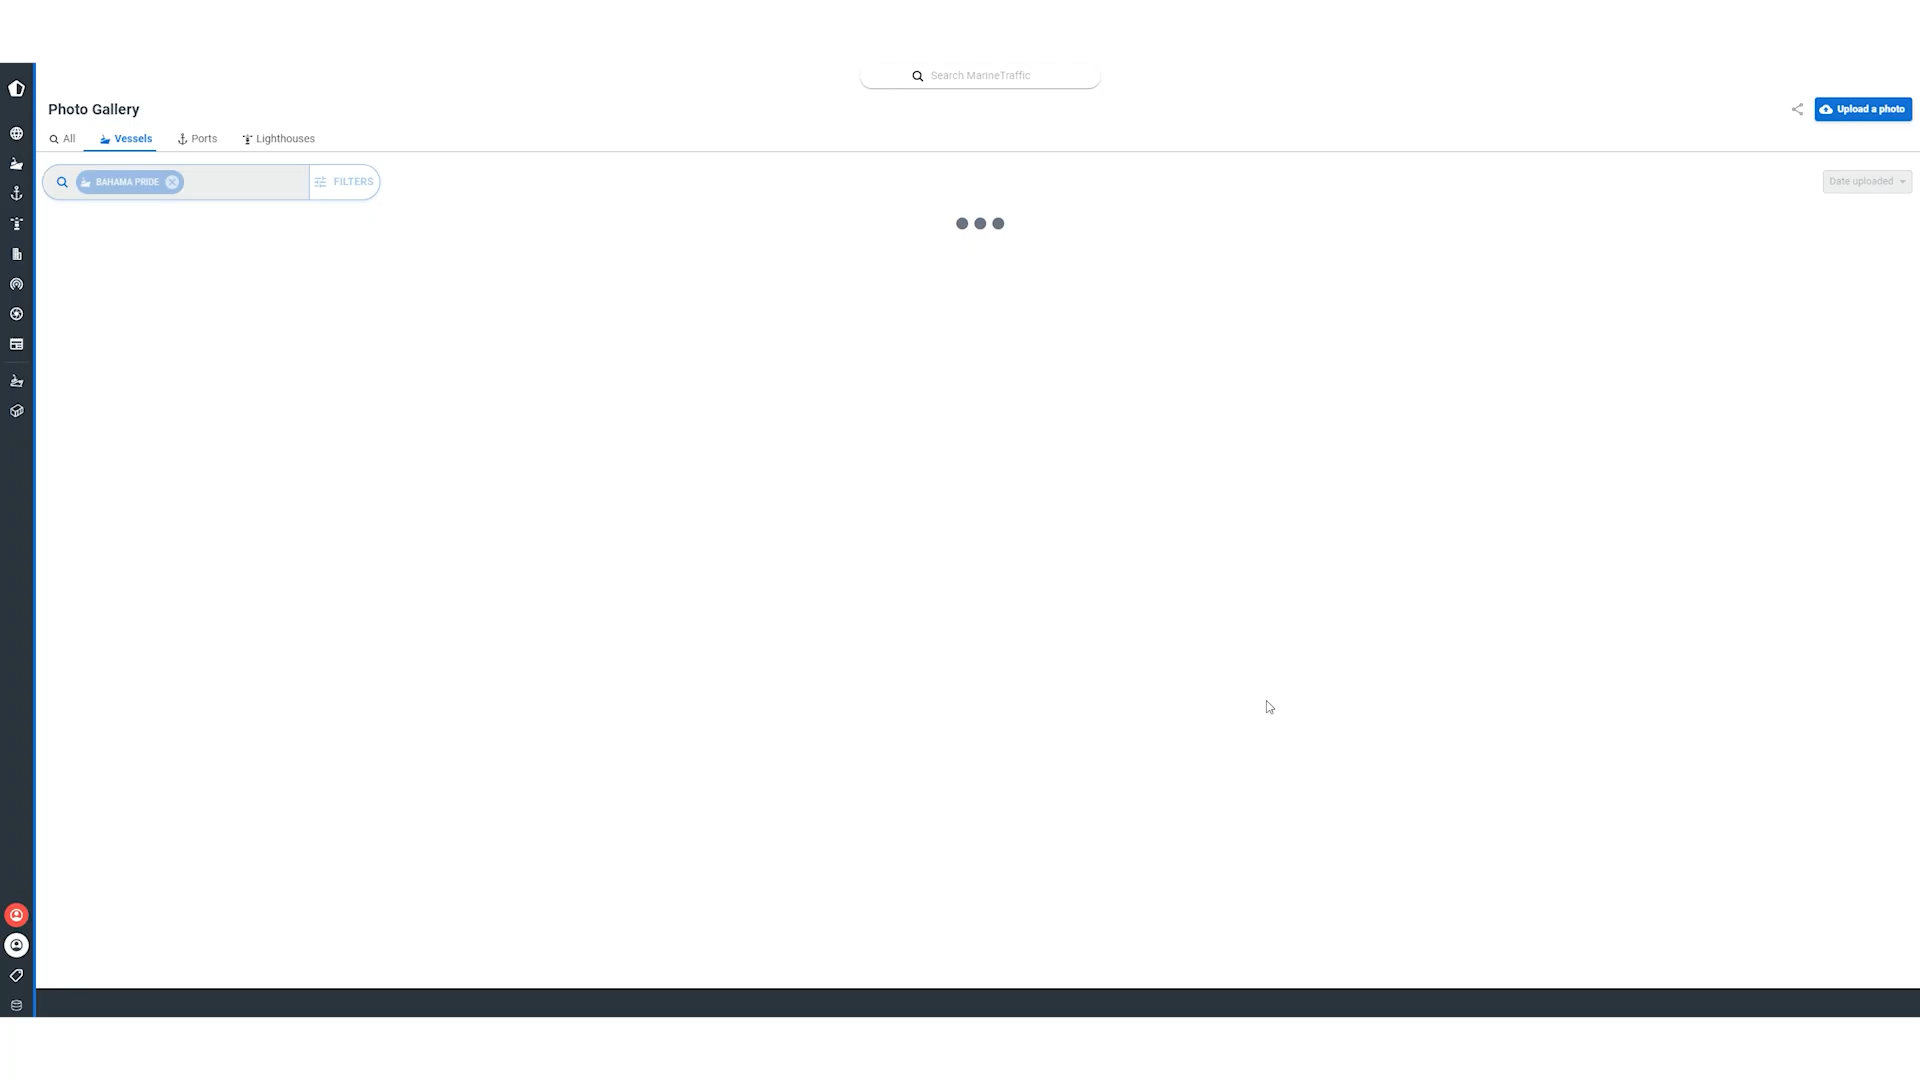 Search MarineTraffic
Photo Gallery
Upload a photo
All
Vessels
Ports
Lighthouses
BAHAMA PRIDE
FILTERS
Date uploaded